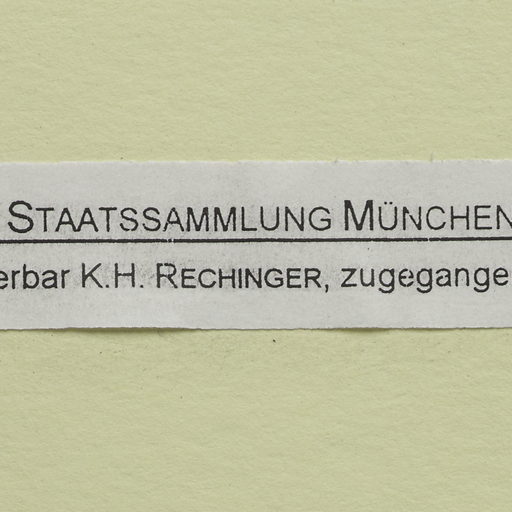 STAATSSAMMLUNG MÜNCHEN
erbar K.H. RECHINGER, zugegange